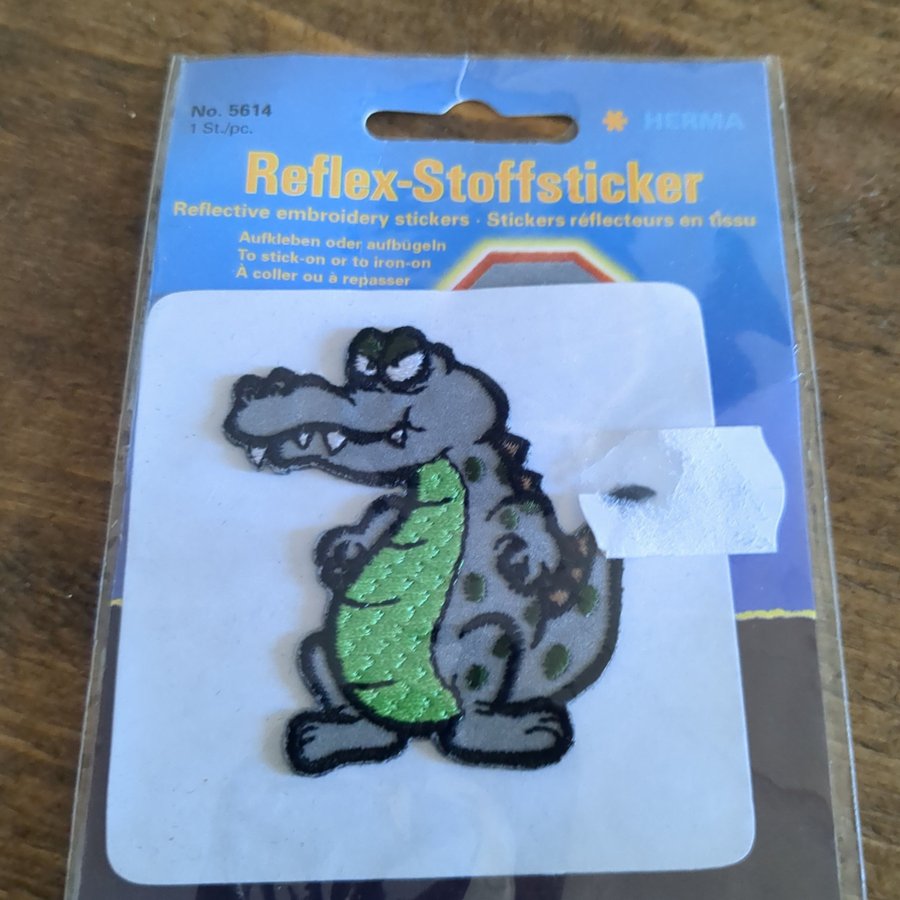 No. 5614
1 St./pc.
HERMA
Reflex-Stoffsticker
Reflective embroidery stickers · Stickers réflecteurs en tissu
Aufkleben oder aufbügeln
To stick-on or to iron-on
À coller ou à repasser